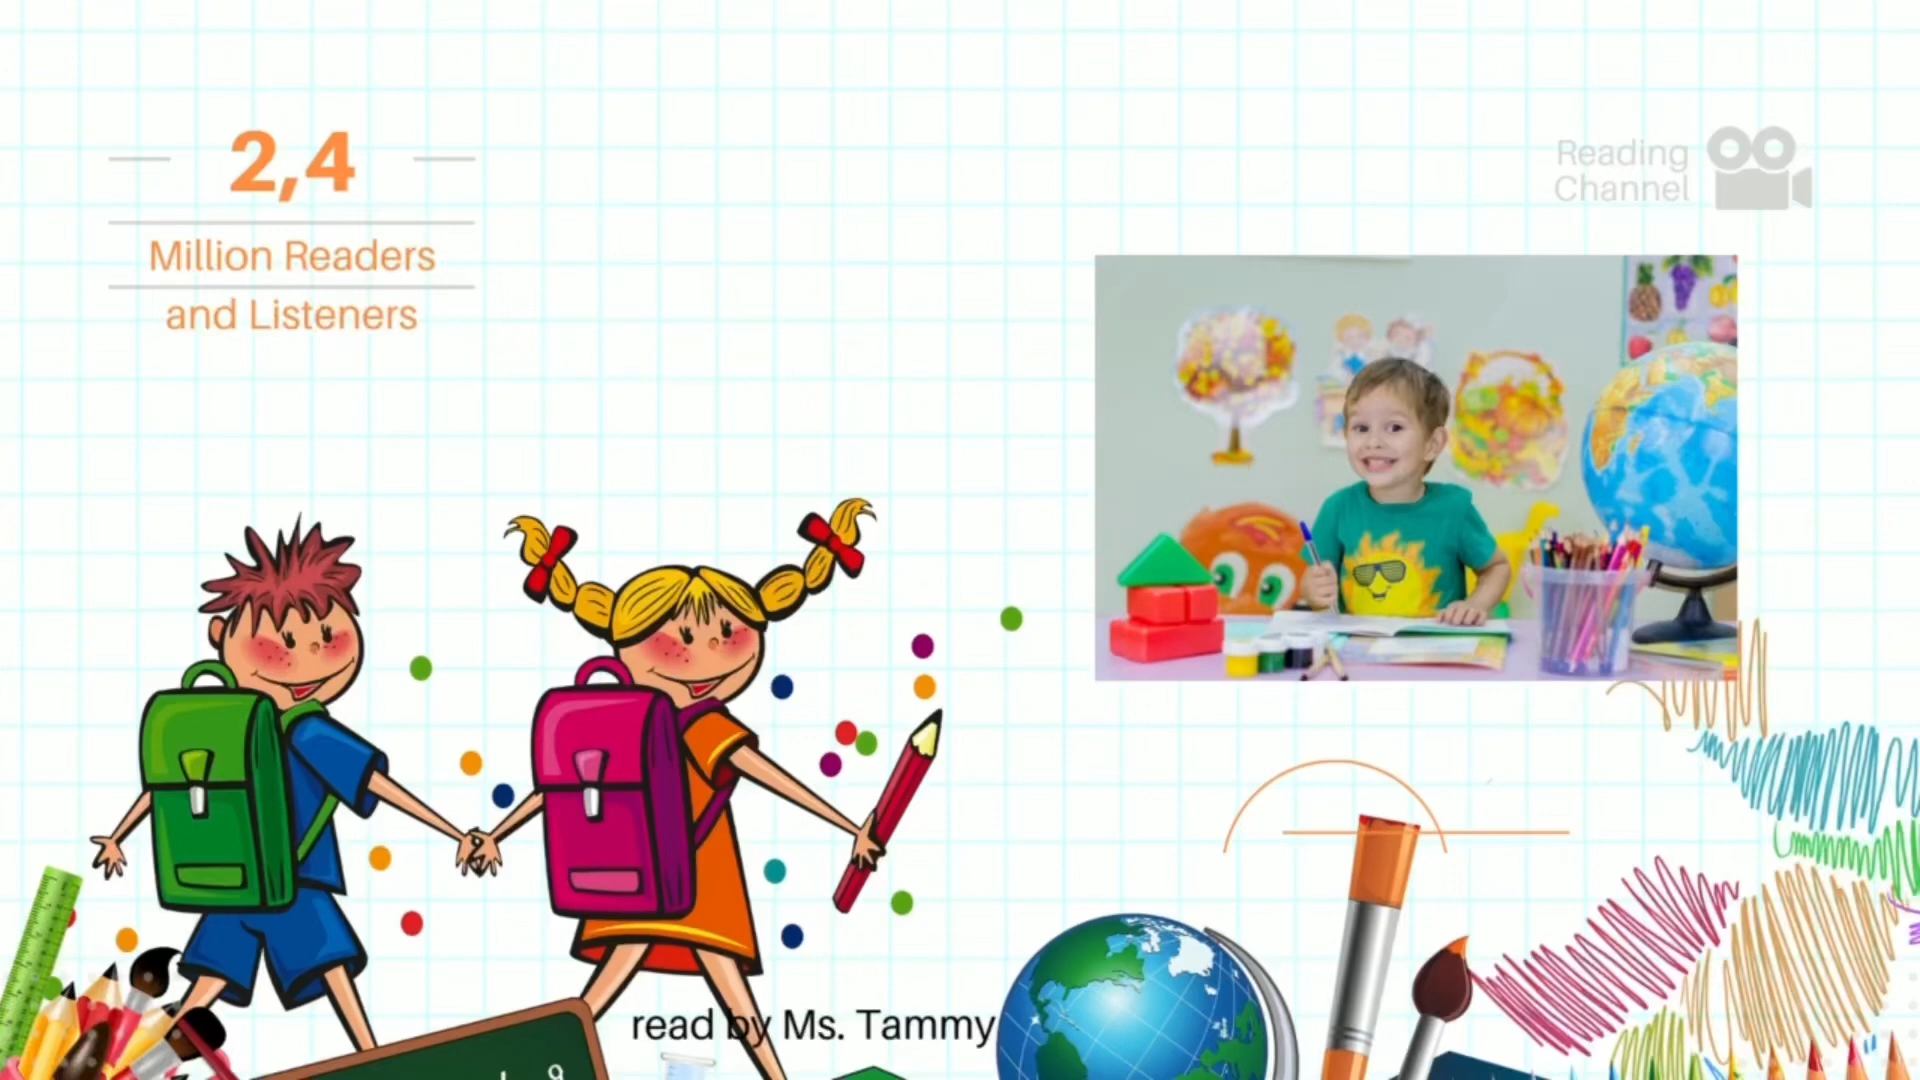 2,4
Million Readers
and Listeners
Reading
Channel
read by Ms. Tammy